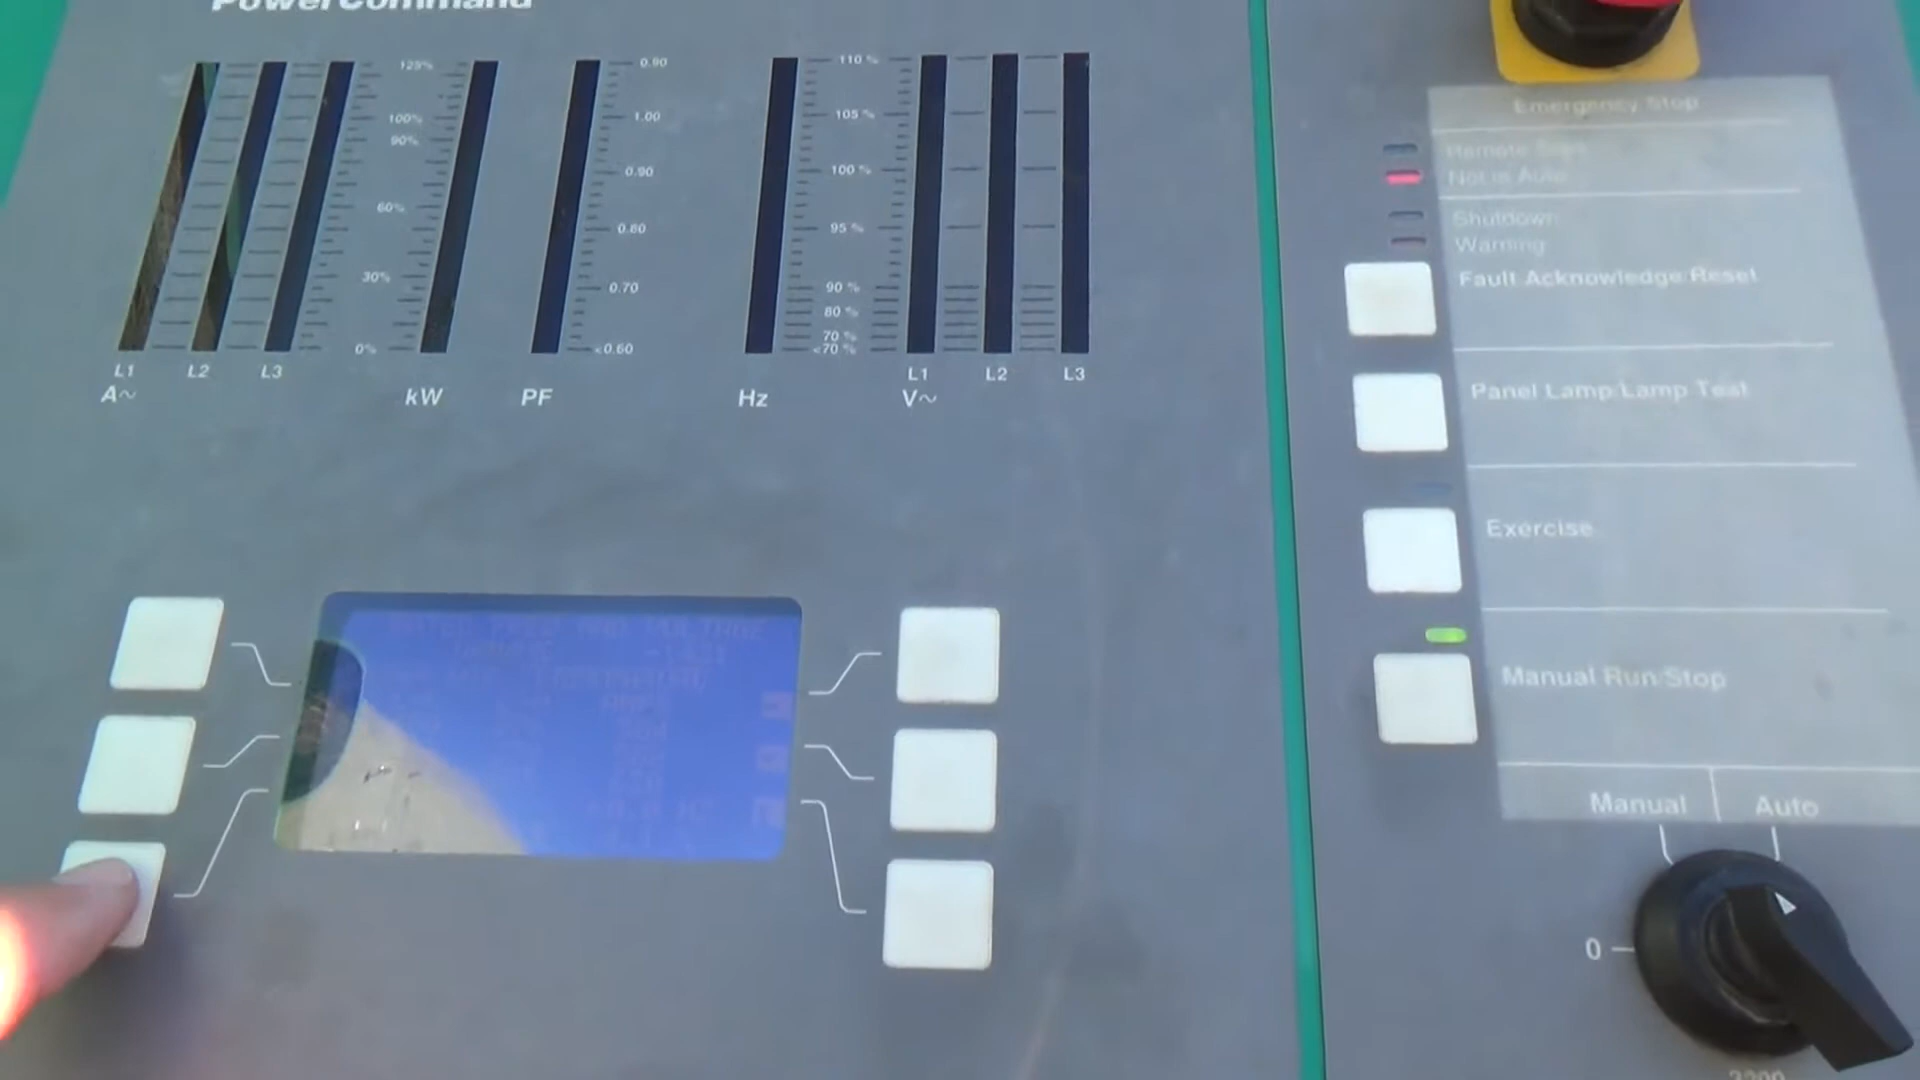 PowerCommand
125%
100%
90%
60%
30%
0%
L1 L2 L3
A~
kW
0.90
1.00
0.90
0.80
0.70
<0.60
PF
110 %
105 %
100 %
95 %
90 %
80 %
70 %
<70 %
Hz
L1 L2 L3
V~
Emergency Stop
Remote Start
Not in Auto
Shutdown
Warning
Fault Acknowledge/Reset
Panel Lamp/Lamp Test
Exercise
Manual Run/Stop
Manual Auto
0
AMPS